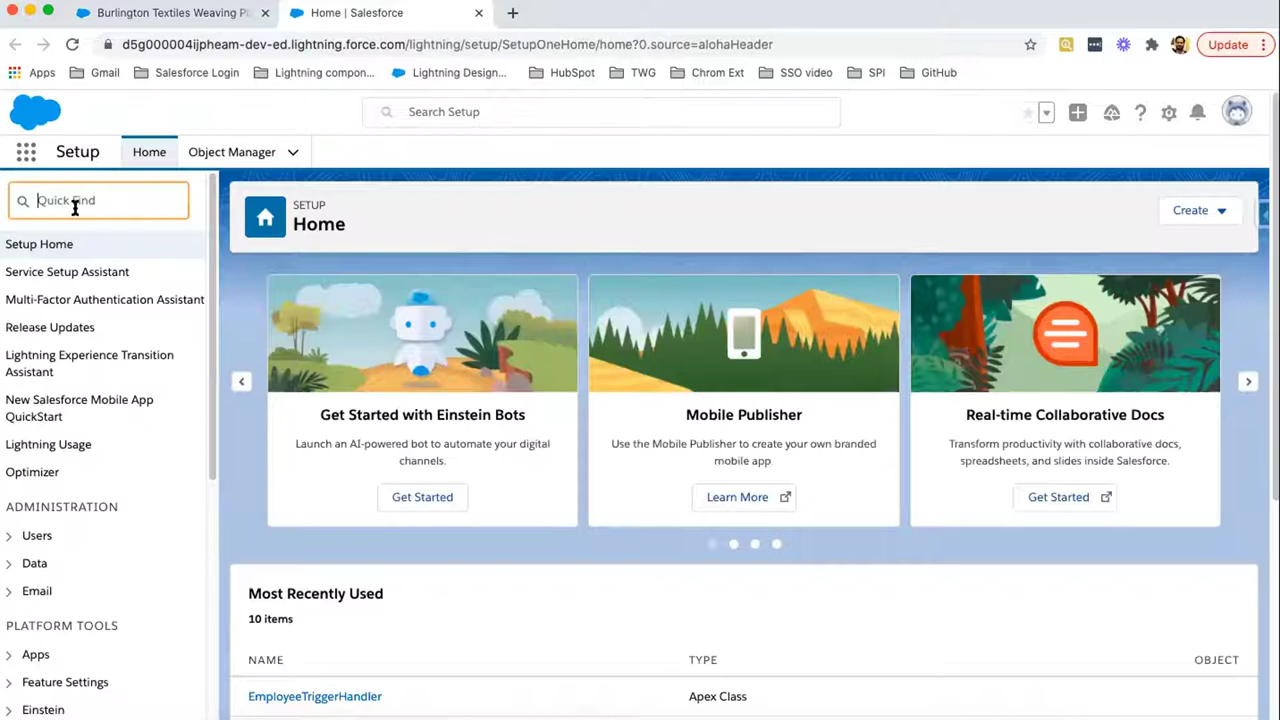 Burlington Textiles Weaving Pl
Home | Salesforce
d5g000004ijpheam-dev-ed.lightning.force.com/lightning/setup/SetupOneHome/home?0.source=alohaHeader
Update
Apps
Gmail
Salesforce Login
Lightning compon...
Lightning Design...
HubSpot
TWG
Chrom Ext
SSO video
SPI
GitHub
Search Setup
Setup
Home
Object Manager
Quick Find
Setup Home
Service Setup Assistant
Multi-Factor Authentication Assistant
Release Updates
Lightning Experience Transition
Assistant
New Salesforce Mobile App
QuickStart
Lightning Usage
Optimizer
ADMINISTRATION
Users
Data
Email
PLATFORM TOOLS
Apps
Feature Settings
Einstein
SETUP
Home
Create
Get Started with Einstein Bots
Launch an AI-powered bot to automate your digital
channels.
Get Started
Mobile Publisher
Use the Mobile Publisher to create your own branded
mobile app
Learn More
Real-time Collaborative Docs
Transform productivity with collaborative docs,
spreadsheets, and slides inside Salesforce.
Get Started
Most Recently Used
10 items
NAME
TYPE
OBJECT
EmployeeTriggerHandler
Apex Class